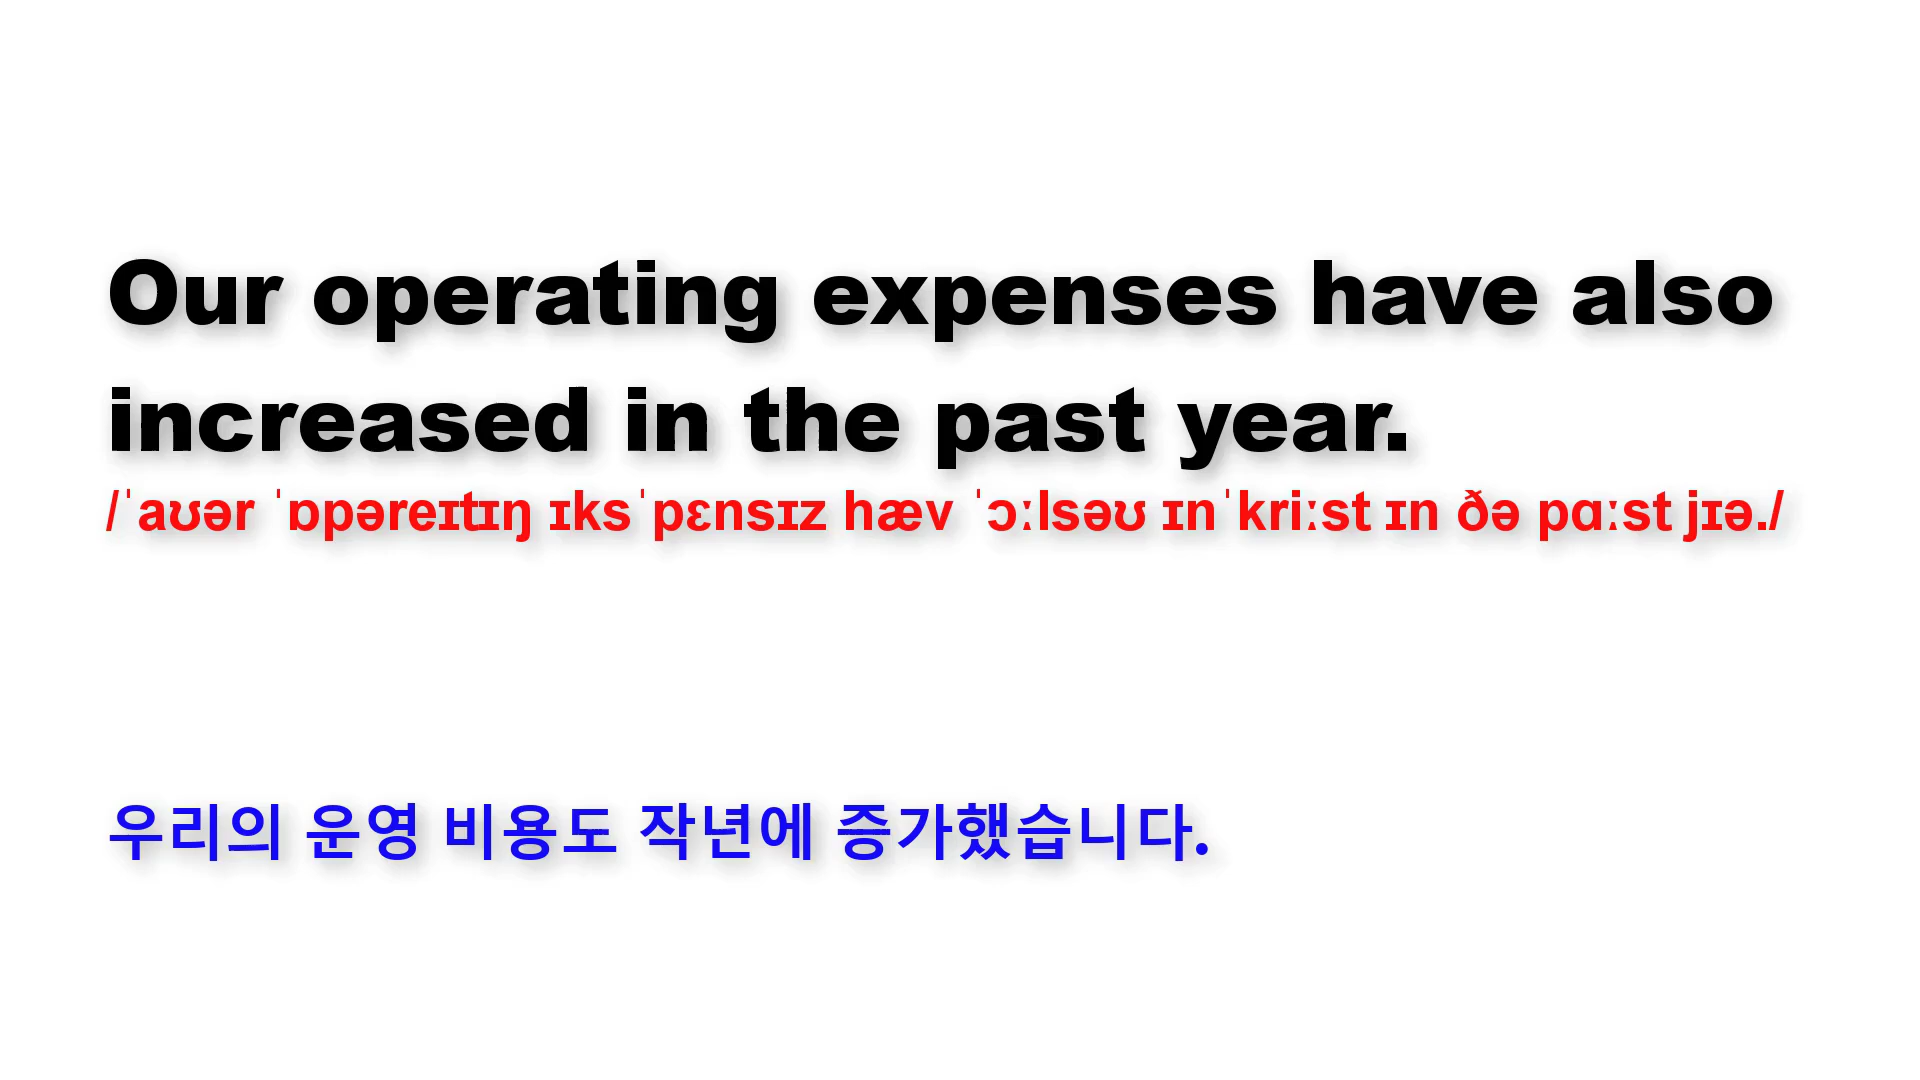 Our operating expenses have also
increased in the past year.
/ˈaʊər ˈɒpəreɪtɪŋ ɪksˈpɛnsɪz hæv ˈɔːlsəʊ ɪnˈkriːst ɪn ðə pɑːst jɪə./
우리의 운영 비용도 작년에 증가했습니다.